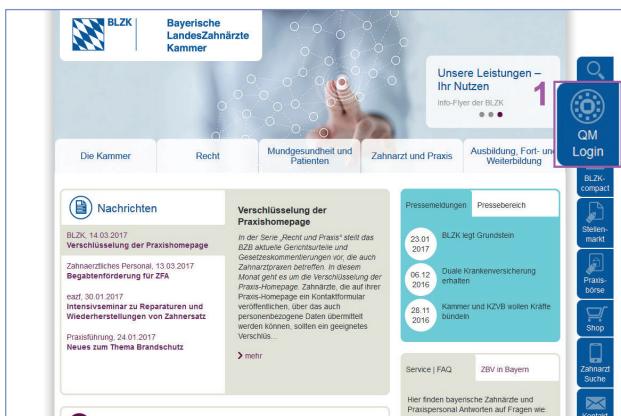 BLZK
Bayerische
LandesZahnärzte
Kammer
Unsere Leistungen –
Ihr Nutzen
Info-Flyer der BLZK
1
QM
Login
Die Kammer
Recht
Mundgesundheit und
Patienten
Zahnarzt und Praxis
Ausbildung, Fort- und
Weiterbildung
BLZK-
compact
Stellen-
markt
Praxis-
börse
Shop
Zahnarzt
Suche
Kontakt
Nachrichten
BLZK, 14.03.2017
Verschlüsselung der Praxishomepage
Zahnaerztliches Personal, 13.03.2017
Begabtenförderung für ZFA
eazf, 30.01.2017
Intensivseminar zu Reparaturen und
Wiederherstellungen von Zahnersatz
Praxisführung, 24.01.2017
Neues zum Thema Brandschutz
Verschlüsselung der
Praxishomepage
In der Serie „Recht und Praxis" stellt das
BZB aktuelle Gerichtsurteile und
Gesetzeskommentierungen vor, die auch
Zahnarztpraxen betreffen. In diesem
Monat geht es um die Verschlüsselung der
Praxis-Homepage. Zahnärzte, die auf ihrer
Praxis-Homepage ein Kontaktformular
veröffentlichen, über das auch
personenbezogene Daten übermittelt
werden können, sollten ein geeignetes
Verschlüs...
mehr
Pressemeldungen
Pressebereich
23.01
2017
BLZK legt Grundstein
06.12
2016
Duale Krankenversicherung
erhalten
28.11
2016
Kammer und KZVB wollen Kräfte
bündeln
Service | FAQ
ZBV in Bayern
Hier finden bayerische Zahnärzte und
Praxispersonal Antworten auf Fragen wie